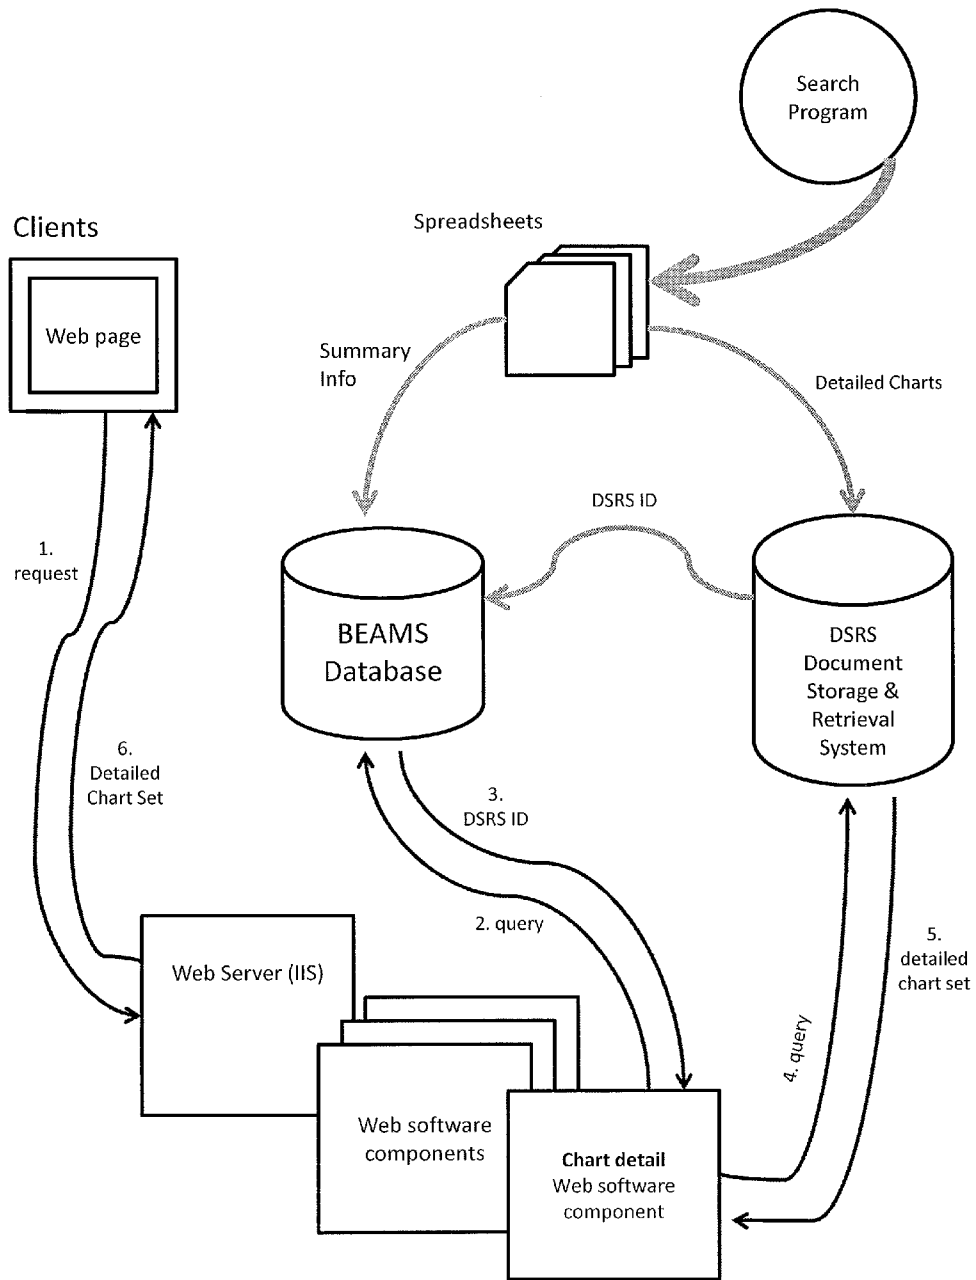 Search
Program
Spreadsheets
Clients
Web page
Summary
Info
Detailed Charts
DSRS ID
1.
request
BEAMS
Database
DSRS
Document
Storage &
Retrieval
System
6.
Detailed
Chart Set
3.
DSRS ID
2. query
5.
detailed
chart set
4. query
Web Server (IIS)
Web software
components
Chart detail
Web software
component